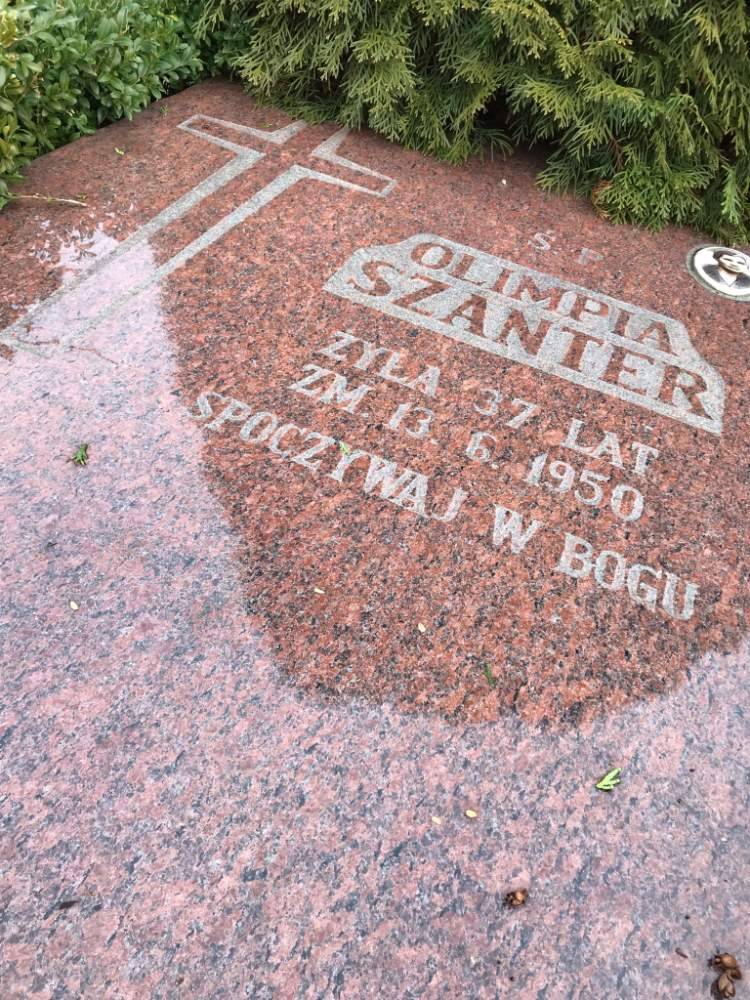 Ś. P.
OLIMPIA
SZANTER
ŻYŁA 37 LAT
ZM. 13. 6. 1950
SPOCZYWAJ W BOGU